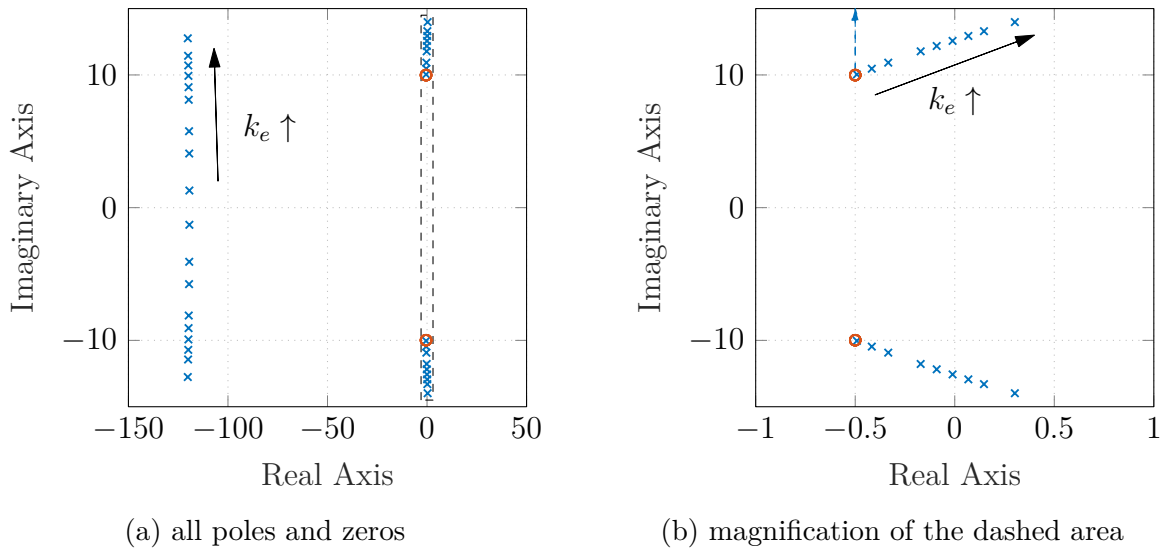 10
0
−10
Imaginary Axis
k_e ↑
−150 −100 −50 0 50
Real Axis
(a) all poles and zeros
10
0
−10
Imaginary Axis
k_e ↑
−1 −0.5 0 0.5 1
Real Axis
(b) magnification of the dashed area